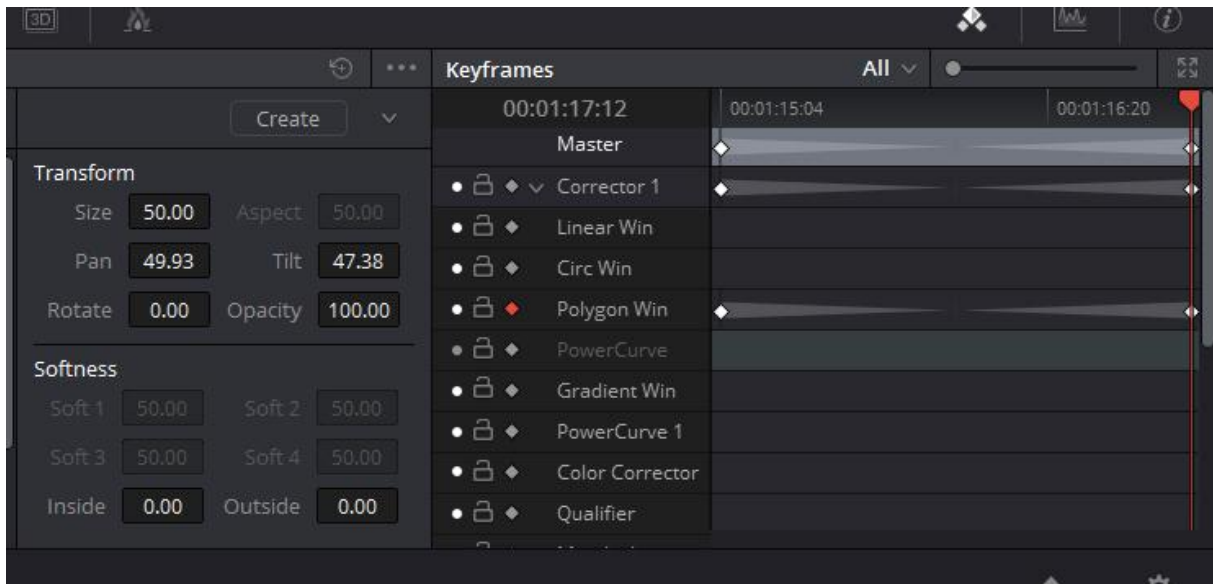 3D
Keyframes All
Create
00:01:17:12 00:01:15:04 00:01:16:20
Master
Transform
Size 50.00 Aspect 50.00
Pan 49.93 Tilt 47.38
Rotate 0.00 Opacity 100.00
Softness
Soft 1 50.00 Soft 2 50.00
Soft 3 50.00 Soft 4 50.00
Inside 0.00 Outside 0.00
Corrector 1
Linear Win
Circ Win
Polygon Win
PowerCurve
Gradient Win
PowerCurve 1
Color Corrector
Qualifier